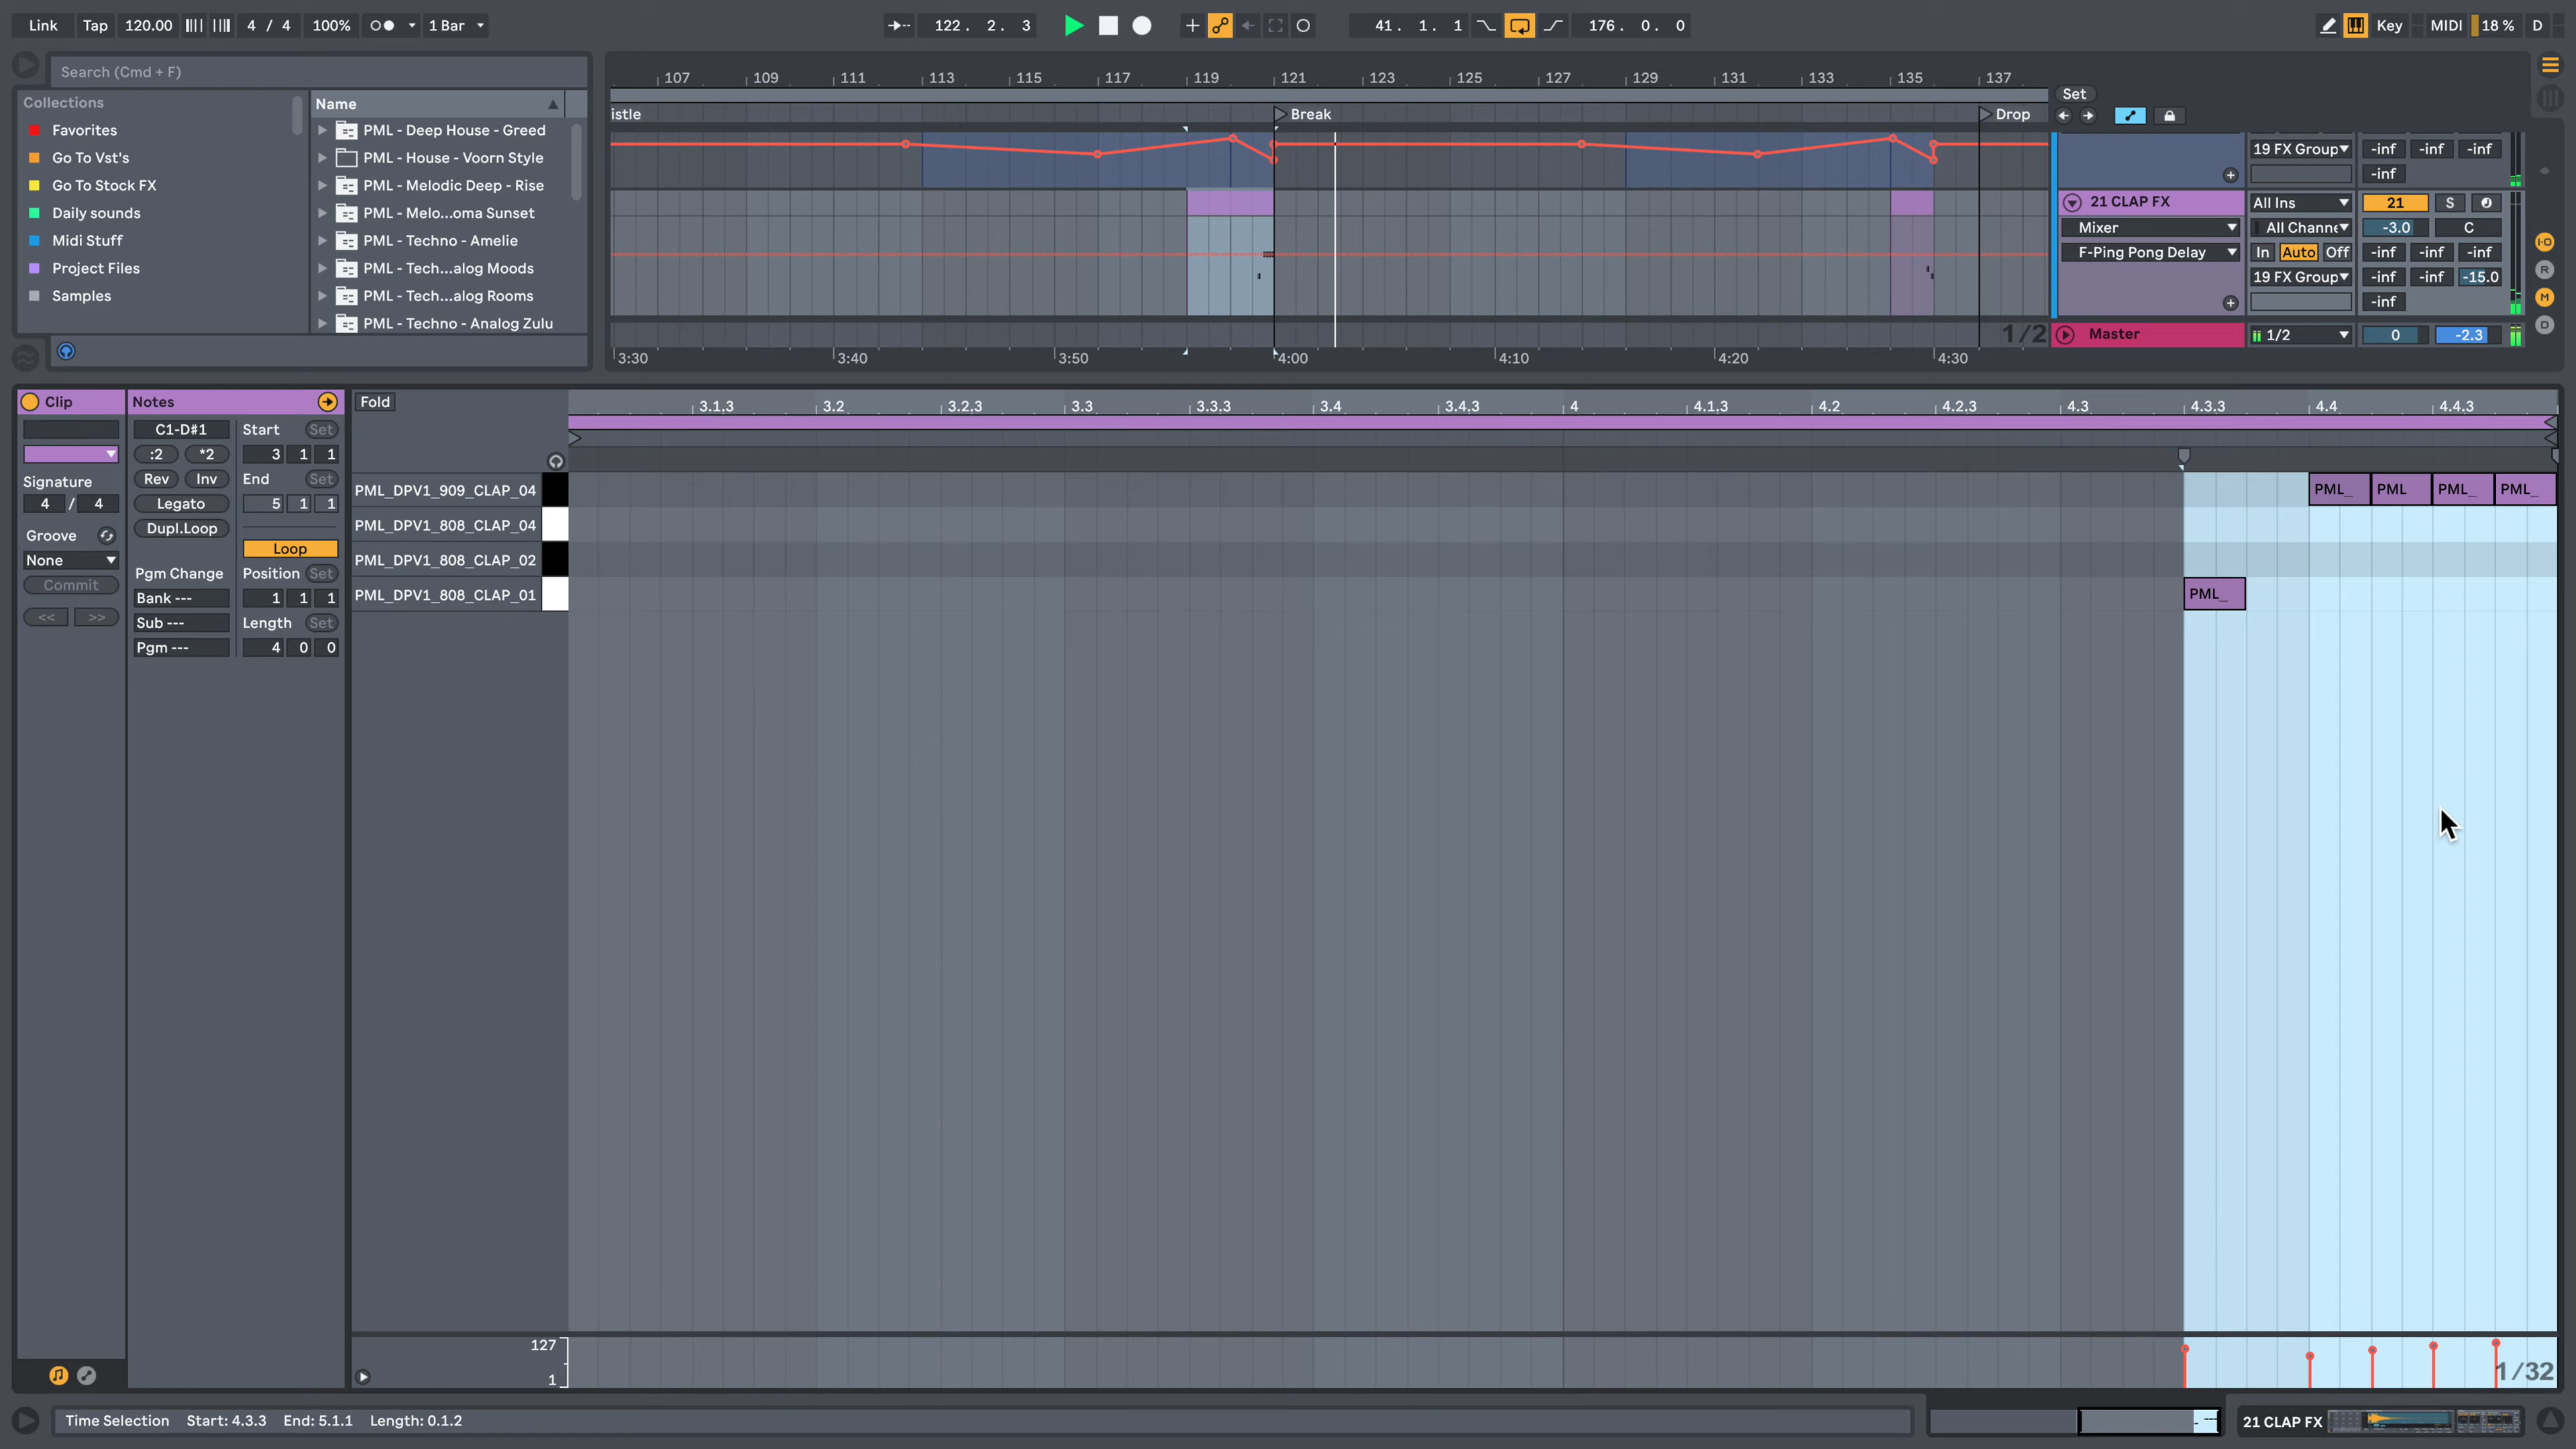 Link Tap 120.00 4 / 4 100% 1 Bar 122. 2. 3 41. 1. 1 176. 0. 0 Key MIDI 18 % D
Search (Cmd + F)
Collections
Favorites
Go To Vst's
Go To Stock FX
Daily sounds
Midi Stuff
Project Files
Samples
Name
PML - Deep House - Greed
PML - House - Voorn Style
PML - Melodic Deep - Rise
PML - Melo...oma Sunset
PML - Techno - Amelie
PML - Tech...alog Moods
PML - Tech...alog Rooms
PML - Techno - Analog Zulu
107 109 111 113 115 117 119 121 123 125 127 129 131 133 135 137
istle Break Drop
1/2
3:30 3:40 3:50 4:00 4:10 4:20 4:30
Set
19 FX Group -inf -inf -inf
-inf
21 CLAP FX All Ins 21 S
Mixer All Channe -3.0 C
F-Ping Pong Delay In Auto Off -inf -inf -inf
19 FX Group -inf -inf -15.0
-inf
Master 1/2 0 -2.3
I·O
R
M
D
Clip
Signature
4 / 4
Groove
None
Commit
<< >>
Notes
C1-D#1
:2 *2
Rev Inv
Legato
Dupl.Loop
Pgm Change
Bank ---
Sub ---
Pgm ---
Start Set
3 1 1
End Set
5 1 1
Loop
Position Set
1 1 1
Length Set
4 0 0
Fold 3.1.3 3.2 3.2.3 3.3 3.3.3 3.4 3.4.3 4 4.1.3 4.2 4.2.3 4.3 4.3.3 4.4 4.4.3
PML_DPV1_909_CLAP_04 PML_ PML PML_ PML_
PML_DPV1_808_CLAP_04
PML_DPV1_808_CLAP_02
PML_DPV1_808_CLAP_01 PML_
127
1
1/32
Time Selection Start: 4.3.3 End: 5.1.1 Length: 0.1.2
21 CLAP FX